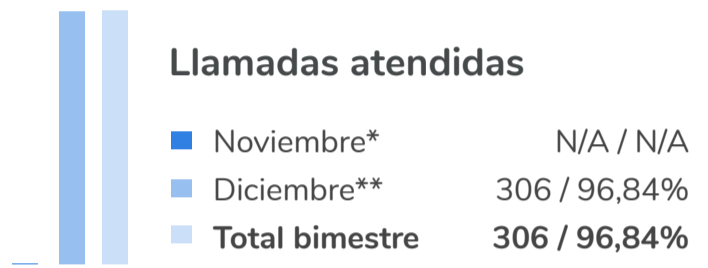 Llamadas atendidas
Noviembre* N/A / N/A
Diciembre** 306 / 96,84%
Total bimestre 306 / 96,84%